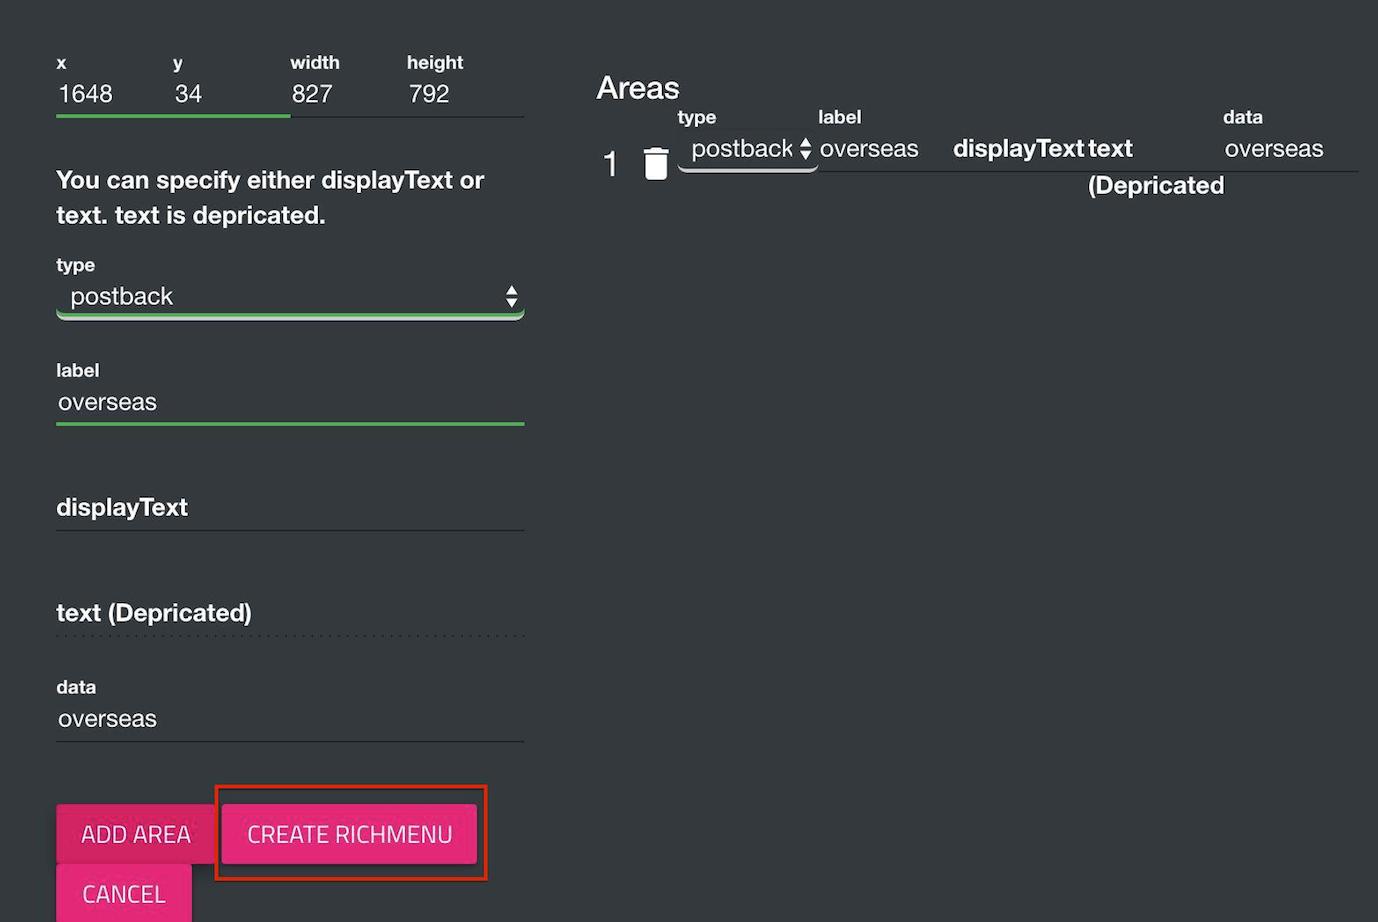 x y width height
1648 34 827 792
You can specify either displayText or
text. text is depricated.
type
postback
label
overseas
displayText
text (Depricated)
data
overseas
ADD AREA CREATE RICHMENU
CANCEL
Areas
type label data
1 postback overseas displayText text overseas
(Depricated